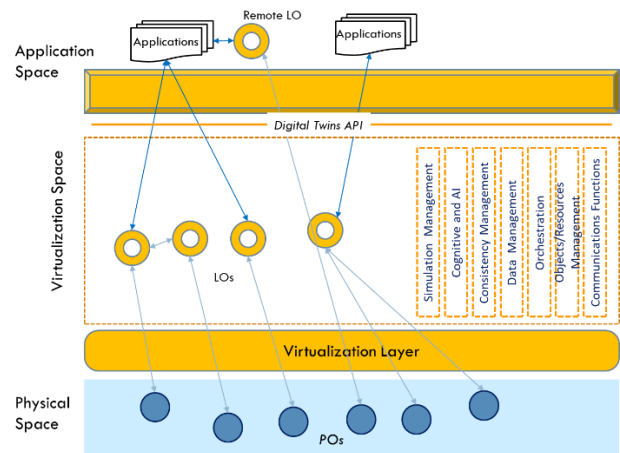 Remote LO
Applications
Applications
Application
Space
Digital Twins API
Virtualization Space
Simulation Management
Cognitive and AI
Consistency Management
Data Management
Orchestration
Objects/Resources
Management
Communications Functions
LOs
Virtualization Layer
Physical
Space
POs